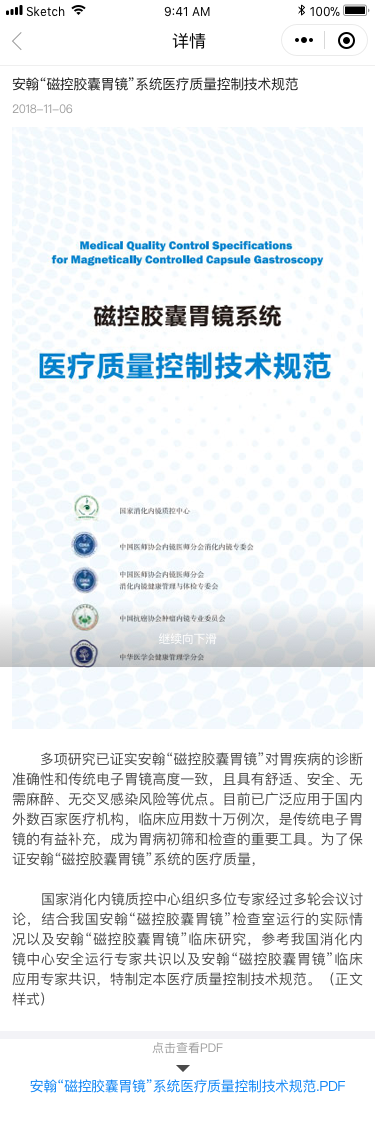 Sketch 9:41 AM 100%
详情
安翰“磁控胶囊胃镜”系统医疗质量控制技术规范
2018-11-06
Medical Quality Control Specifications
for Magnetically Controlled Capsule Gastroscopy
磁控胶囊胃镜系统
医疗质量控制技术规范
国家消化内镜质控中心
中国医师协会内镜医师分会消化内镜专委会
中国医师协会内镜医师分会
消化内镜健康管理与体检专委会
中国抗癌协会肿瘤内镜专业委员会
继续向下滑
中华医学会健康管理学分会
多项研究已证实安翰“磁控胶囊胃镜”对胃疾病的诊断
准确性和传统电子胃镜高度一致，且具有舒适、安全、无
需麻醉、无交叉感染风险等优点。目前已广泛应用于国内
外数百家医疗机构，临床应用数十万例次，是传统电子胃
镜的有益补充，成为胃病初筛和检查的重要工具。为了保
证安翰“磁控胶囊胃镜”系统的医疗质量，
国家消化内镜质控中心组织多位专家经过多轮会议讨
论，结合我国安翰“磁控胶囊胃镜”检查室运行的实际情
况以及安翰“磁控胶囊胃镜”临床研究，参考我国消化内
镜中心安全运行专家共识以及安翰“磁控胶囊胃镜”临床
应用专家共识，特制定本医疗质量控制技术规范。（正文
样式）
点击查看PDF
安翰“磁控胶囊胃镜”系统医疗质量控制技术规范.PDF